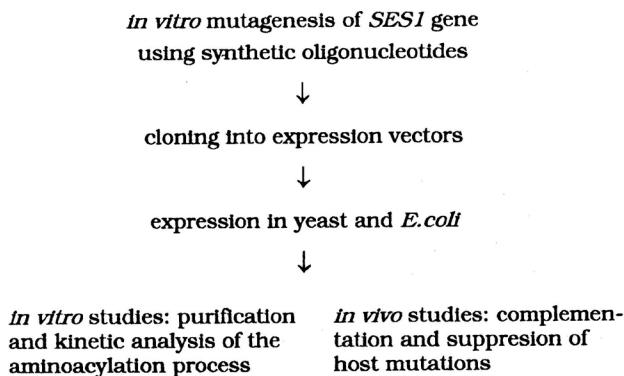 in vitro mutagenesis of SES1 gene
using synthetic oligonucleotides
↓
cloning into expression vectors
↓
expression in yeast and E.coli
↓
in vitro studies: purification
and kinetic analysis of the
aminoacylation process
in vivo studies: complemen-
tation and suppresion of
host mutations